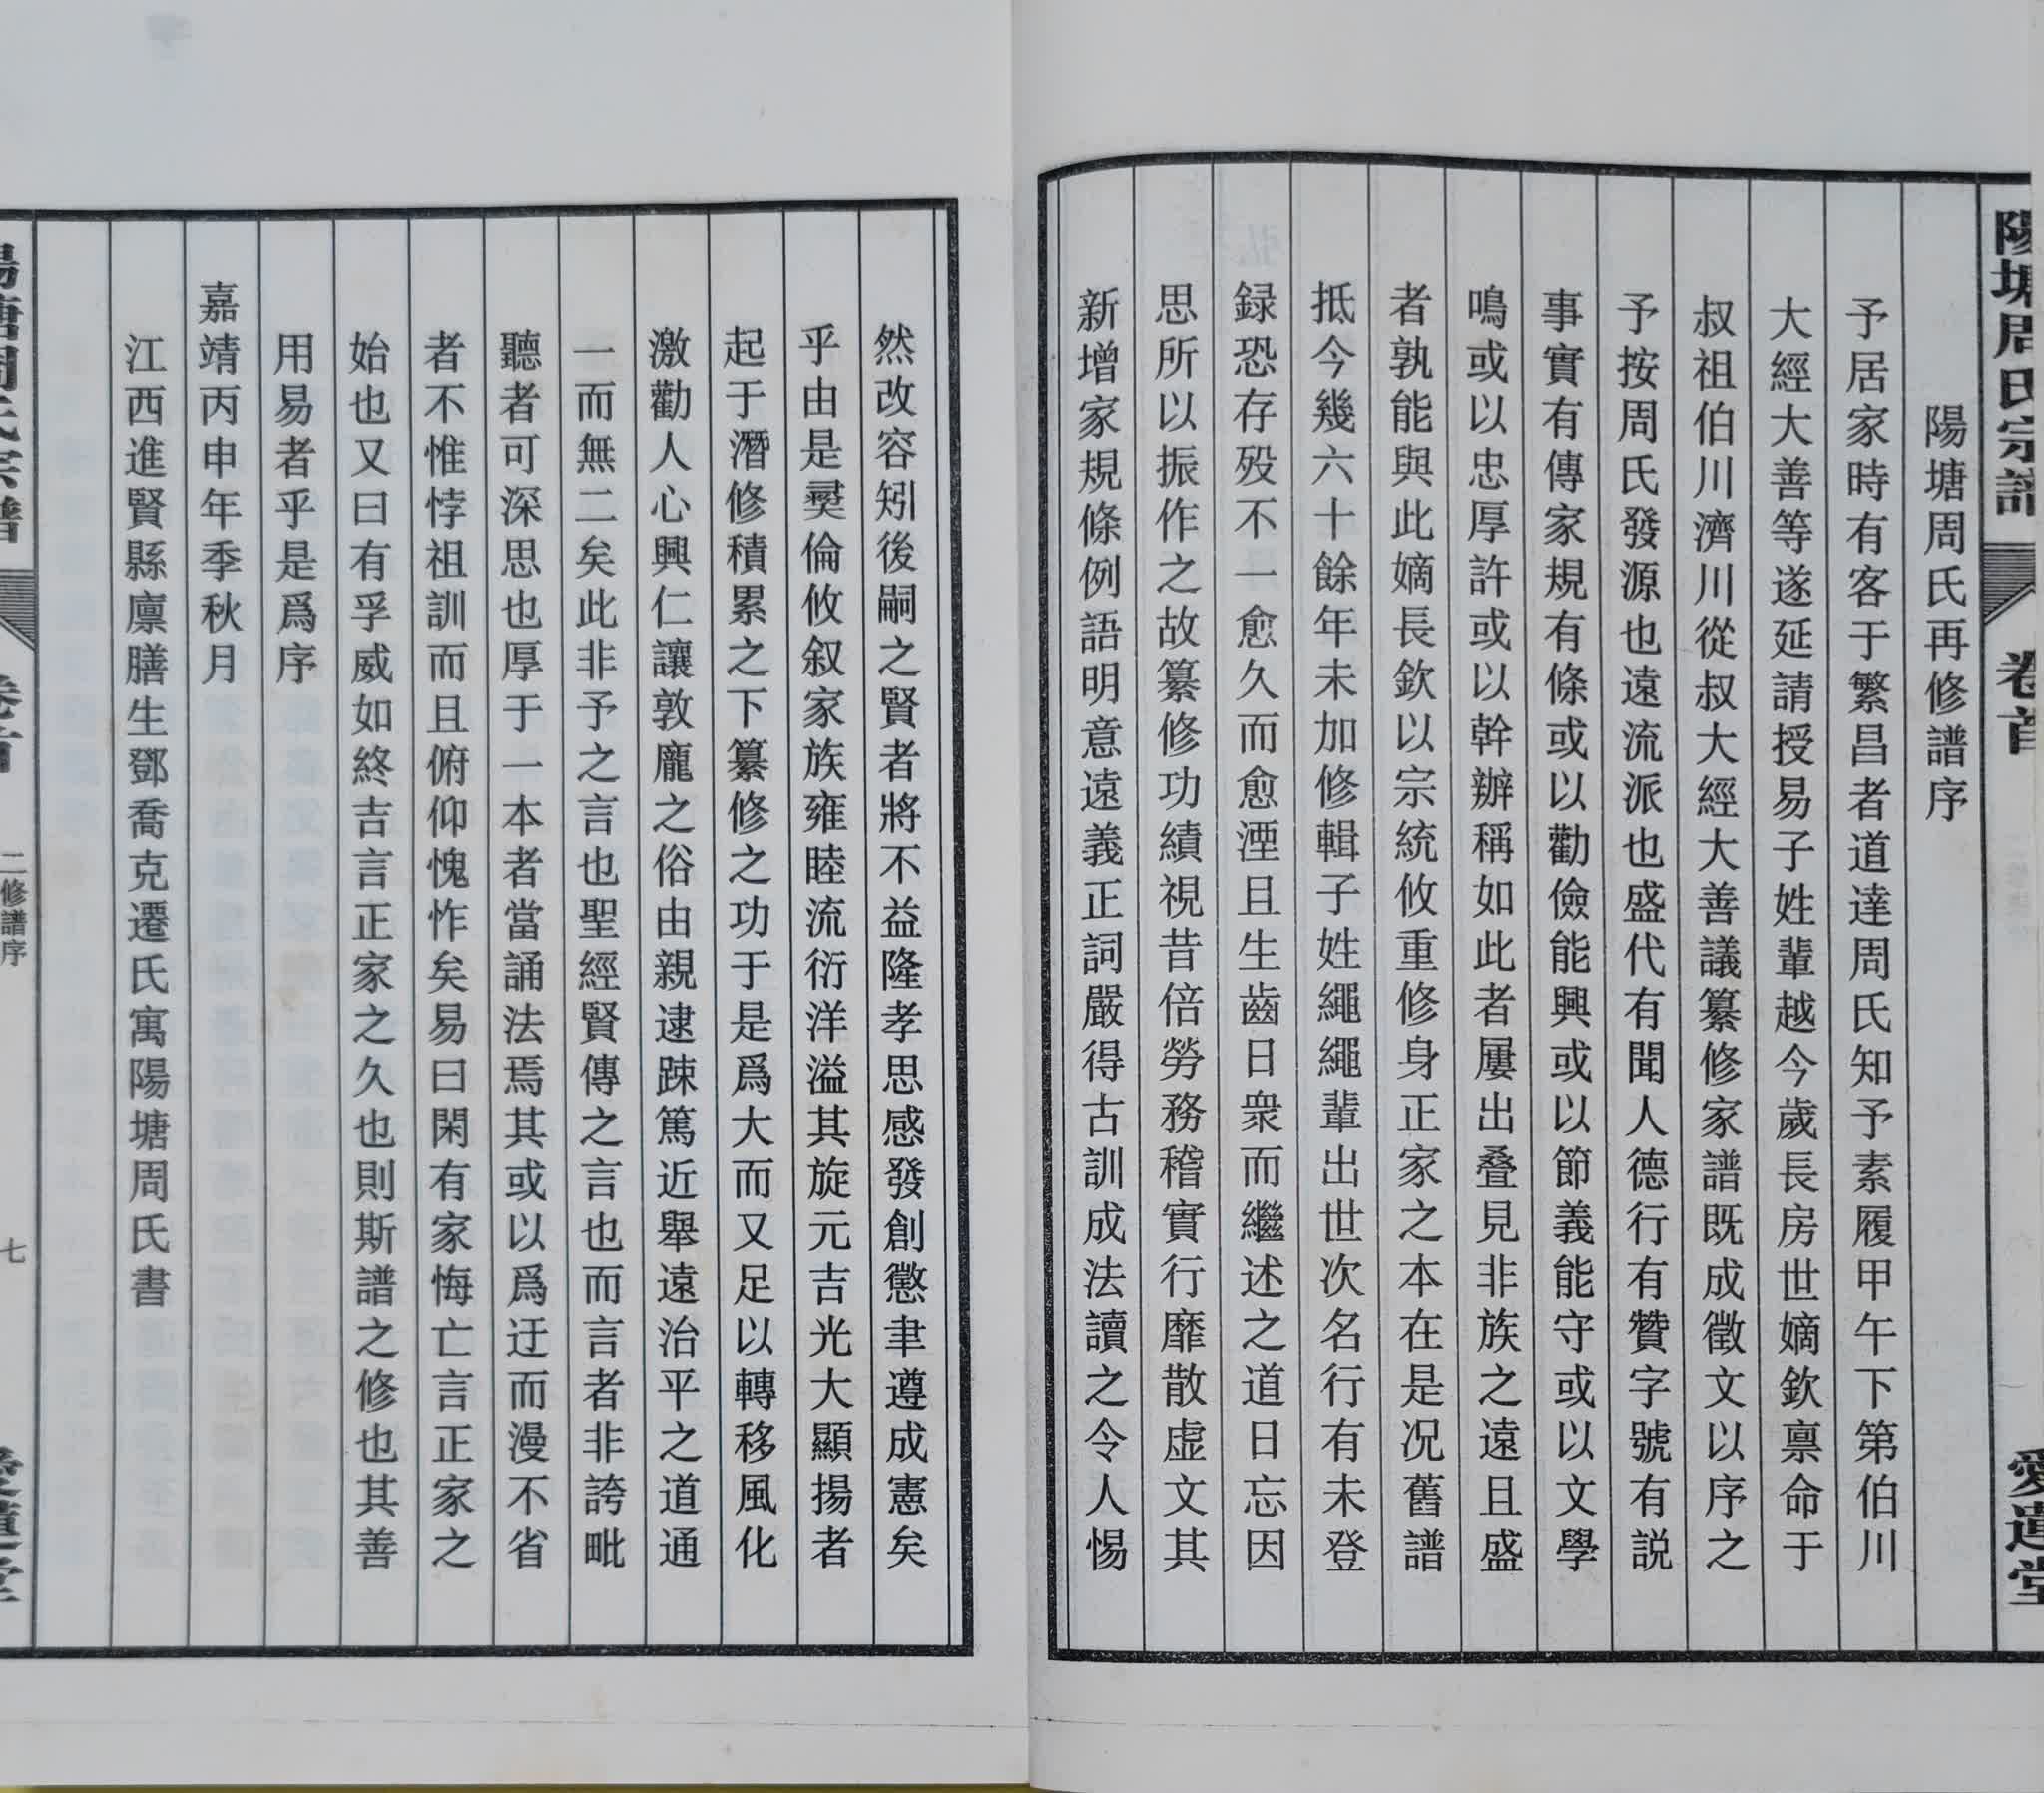 陽塘周氏宗譜 卷首 愛蓮堂
陽塘周氏再修譜序
予居家時有客于繁昌者道達周氏知予素履甲午下第伯川
大經大善等遂延請授易子姓輩越今歲長房世嫡欽禀命于
叔祖伯川濟川從叔大經大善議纂修家譜既成徵文以序之
予按周氏發源也遠流派也盛代有聞人德行有贊字號有説
事實有傳家規有條或以勸儉能興或以節義能守或以文學
鳴或以忠厚許或以幹辦稱如此者屢出叠見非族之遠且盛
者孰能與此嫡長欽以宗統攸重修身正家之本在是况舊譜
抵今幾六十餘年未加修輯子姓繩繩輩出世次名行有未登
録恐存殁不一愈久而愈湮且生齒日衆而繼述之道日忘因
思所以振作之故纂修功績視昔倍勞務稽實行靡散虛文其
新增家規條例語明意遠義正詞嚴得古訓成法讀之令人惕
然改容矧後嗣之賢者將不益隆孝思感發創懲聿遵成憲矣
乎由是彝倫攸叙家族雍睦流衍洋溢其旋元吉光大顯揚者
起于潛修積累之下纂修之功于是爲大而又足以轉移風化
激勸人心興仁讓敦龐之俗由親逮踈篤近舉遠治平之道通
一而無二矣此非予之言也聖經賢傳之言也而言者非誇毗
聽者可深思也厚于一本者當誦法焉其或以爲迂而漫不省
者不惟悖祖訓而且俯仰愧怍矣易曰閑有家悔亡言正家之
始也又曰有孚威如終吉言正家之久也則斯譜之修也其善
用易者乎是爲序
嘉靖丙申年季秋月
江西進賢縣廪膳生鄧喬克遷氏寓陽塘周氏書
陽塘周氏宗譜 卷首 二修譜序 七 愛蓮堂